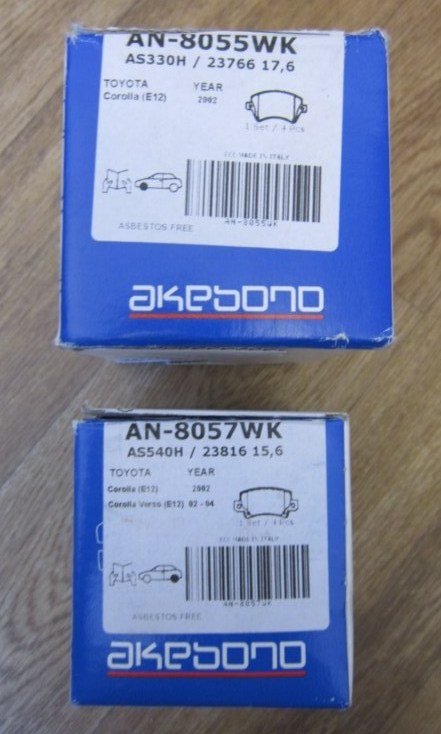 AN-8055WK
AS330H / 23766 17,6
TOYOTA YEAR
Corolla (E12) 2002
1 Set / 4 Pcs
ECC MADE IN ITALY
AN-8055WK
ASBESTOS FREE
akebono
AN-8057WK
AS540H / 23816 15,6
TOYOTA YEAR
Corolla (E12) 2002
Corolla Verso (E12) 02 - 04
1 Set / 4 Pcs
ECC MADE IN ITALY
AN-8057WK
ASBESTOS FREE
akebono